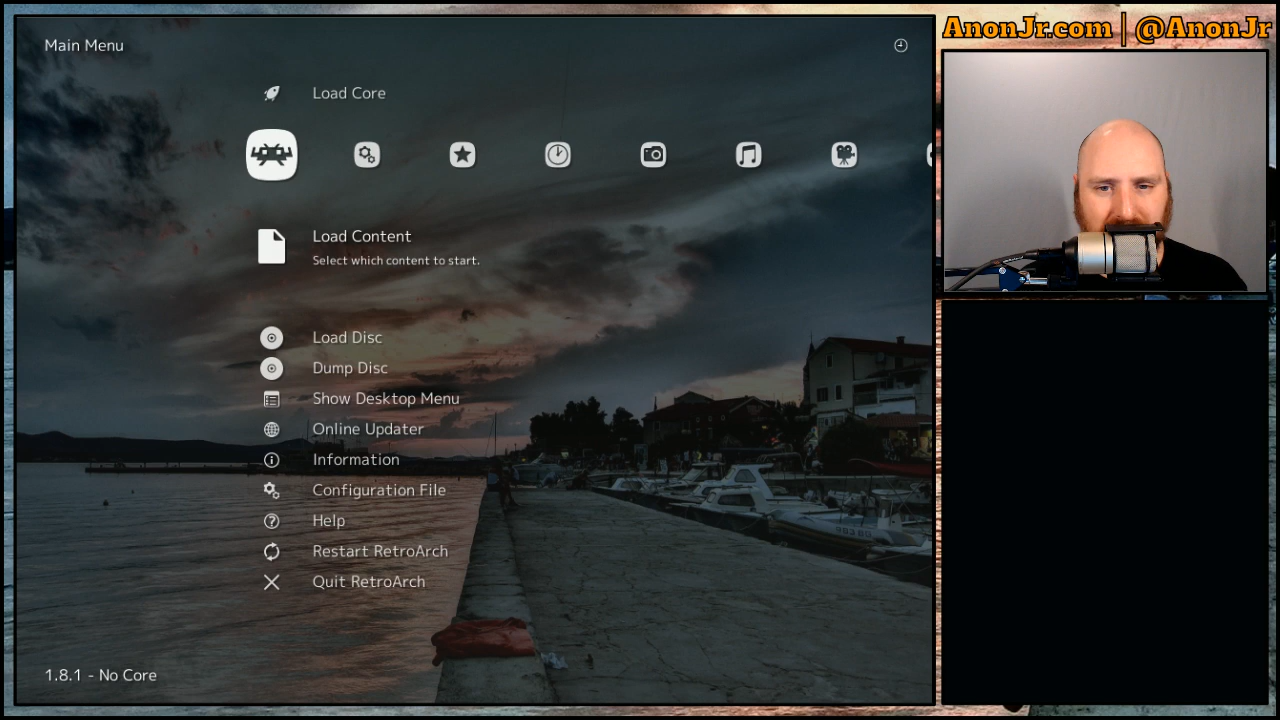 Main Menu
AnonJr.com | @AnonJr
Load Core
Load Content
Select which content to start.
Load Disc
Dump Disc
Show Desktop Menu
Online Updater
Information
Configuration File
Help
Restart RetroArch
Quit RetroArch
1.8.1 - No Core